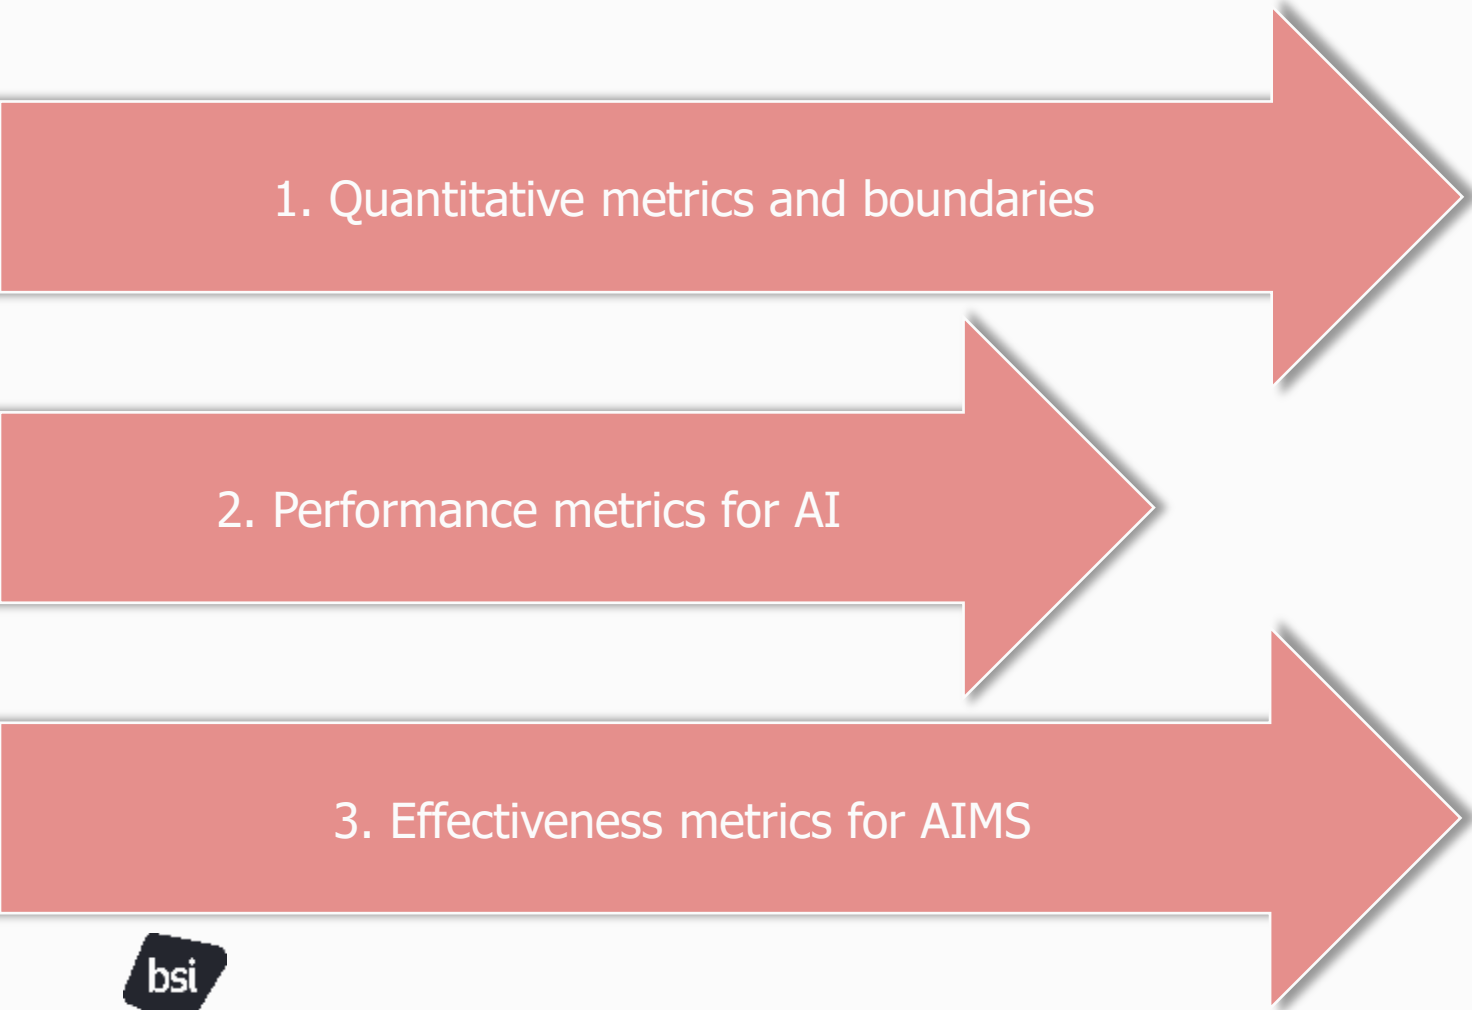 1. Quantitative metrics and boundaries
2. Performance metrics for AI
3. Effectiveness metrics for AIMS
bsi